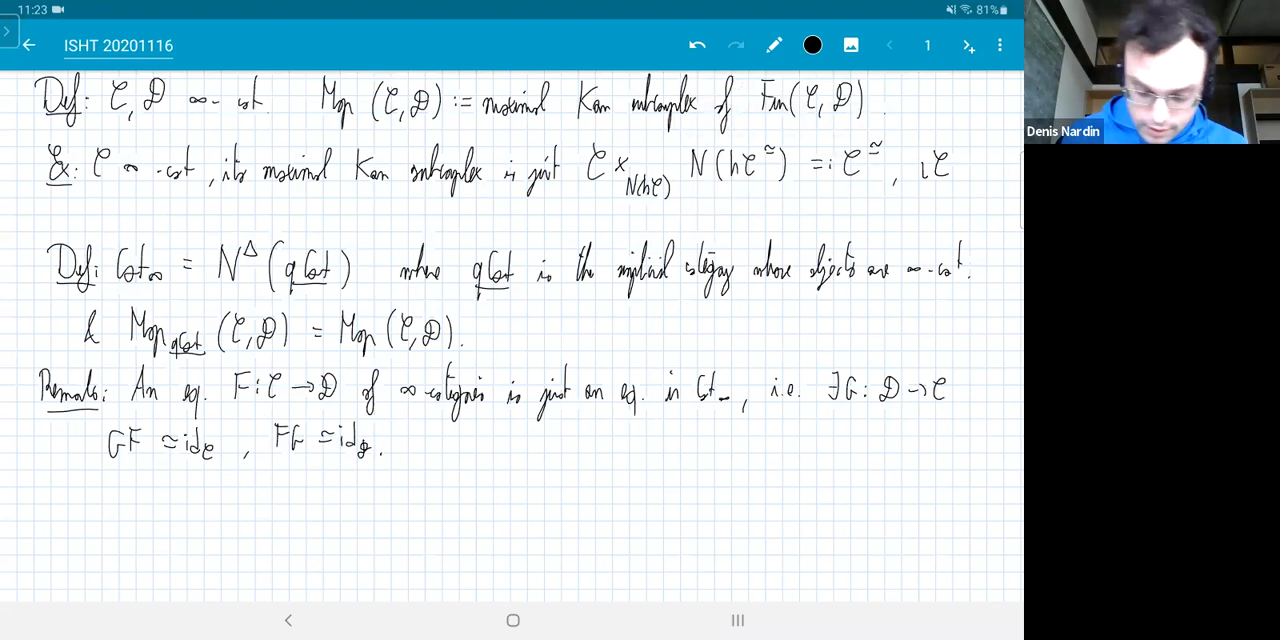 11:23
81%
ISHT 20201116
1
Def: C, D ∞-cat. Map (C, D) := maximal Kan subcomplex of Fun(C, D).
Ex: C ∞-cat, its maximal Kan subcomplex is just C ×_{N(hC)} N(hC^≃) =: C^≃, ιC
Def: Cat_∞ = N^Δ(qCat) where qCat is the simplicial category whose objects are ∞-cat.
& Map_{qCat}(C, D) = Map(C, D).
Remark: An eq. F: C → D of ∞-categories is just an eq. in Cat_∞, i.e. ∃G: D → C
GF ≃ id_C, FG ≃ id_D.
Denis Nardin